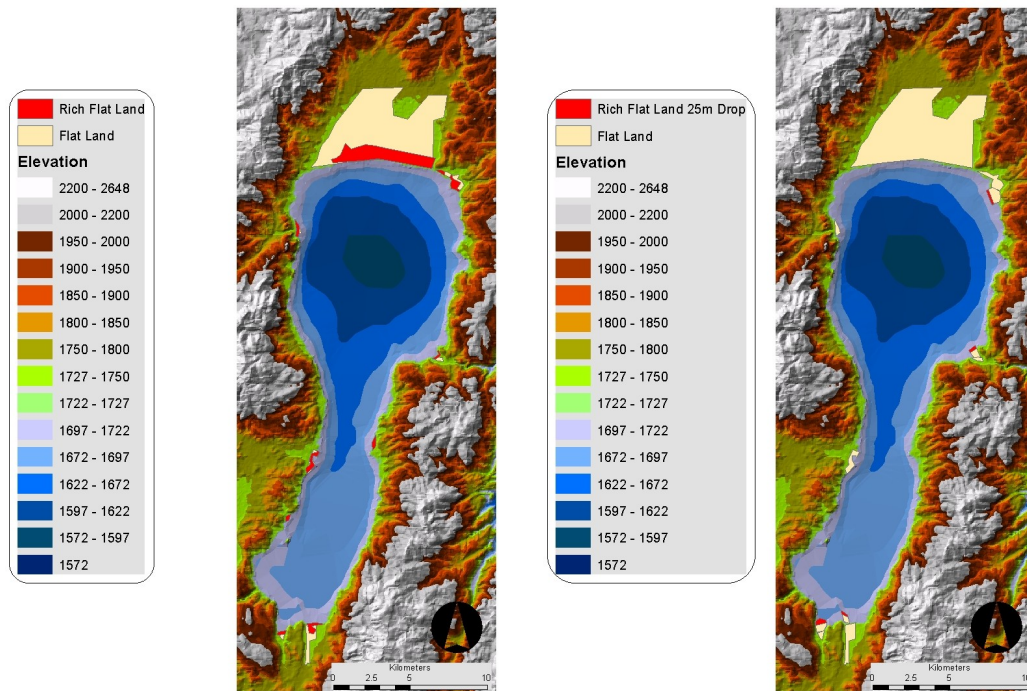 Rich Flat Land
Flat Land
Elevation
2200 - 2648
2000 - 2200
1950 - 2000
1900 - 1950
1850 - 1900
1800 - 1850
1750 - 1800
1727 - 1750
1722 - 1727
1697 - 1722
1672 - 1697
1622 - 1672
1597 - 1622
1572 - 1597
1572
Kilometers
0 2.5 5 10
Rich Flat Land 25m Drop
Flat Land
Elevation
2200 - 2648
2000 - 2200
1950 - 2000
1900 - 1950
1850 - 1900
1800 - 1850
1750 - 1800
1727 - 1750
1722 - 1727
1697 - 1722
1672 - 1697
1622 - 1672
1597 - 1622
1572 - 1597
1572
Kilometers
0 2.5 5 10